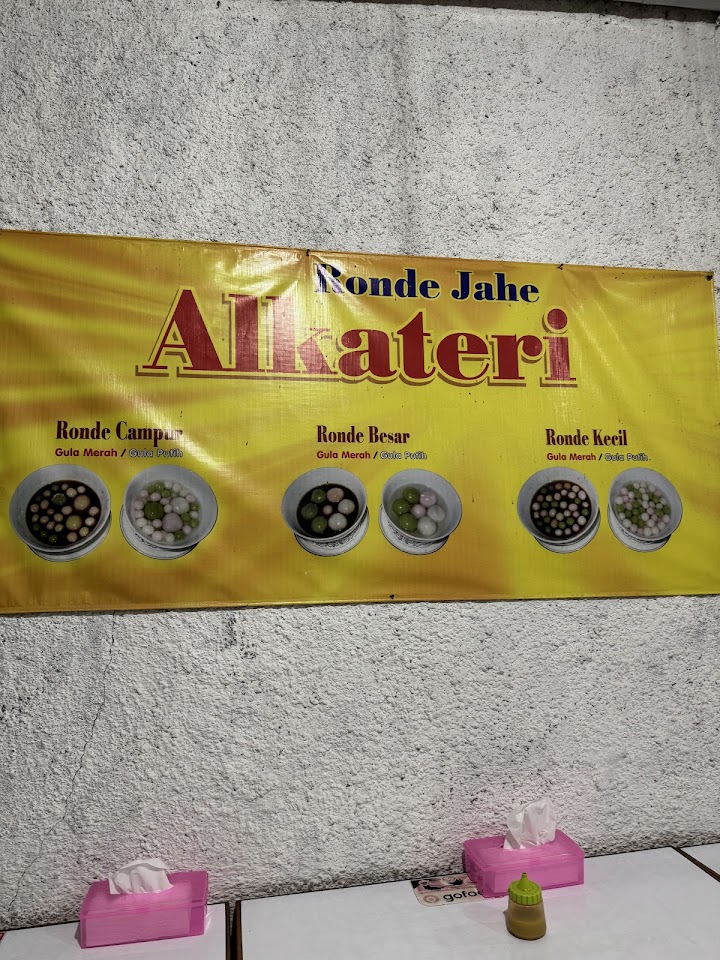 Ronde Jahe
Alkateri
Ronde Campur
Gula Merah / Gula Putih
Ronde Besar
Gula Merah / Gula Putih
Ronde Kecil
Gula Merah / Gula Putih